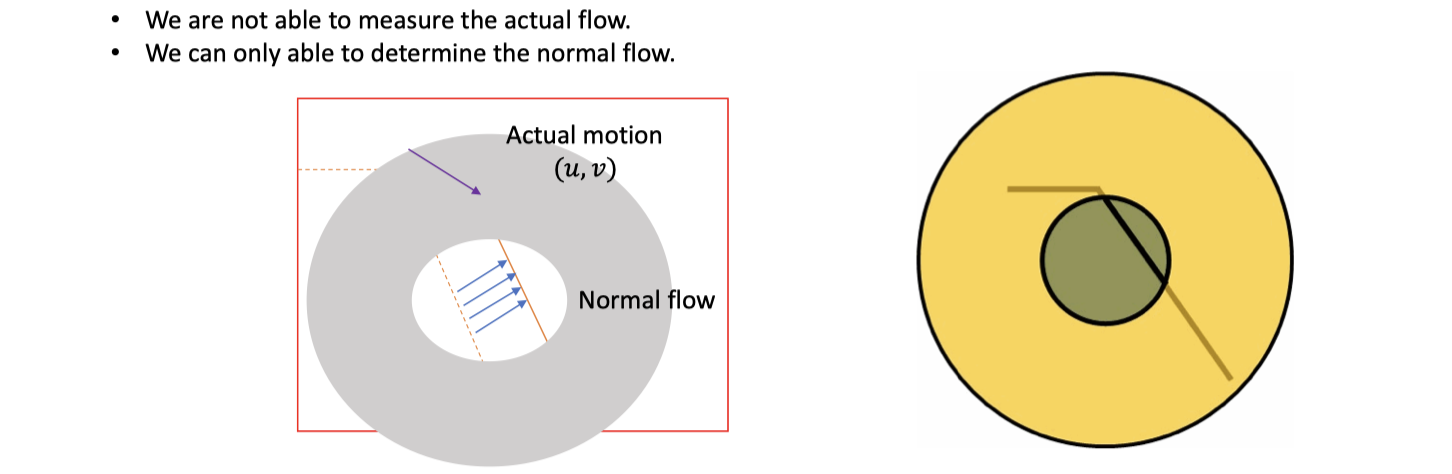 • We are not able to measure the actual flow.
• We can only able to determine the normal flow.
Actual motion
(u, v)
Normal flow